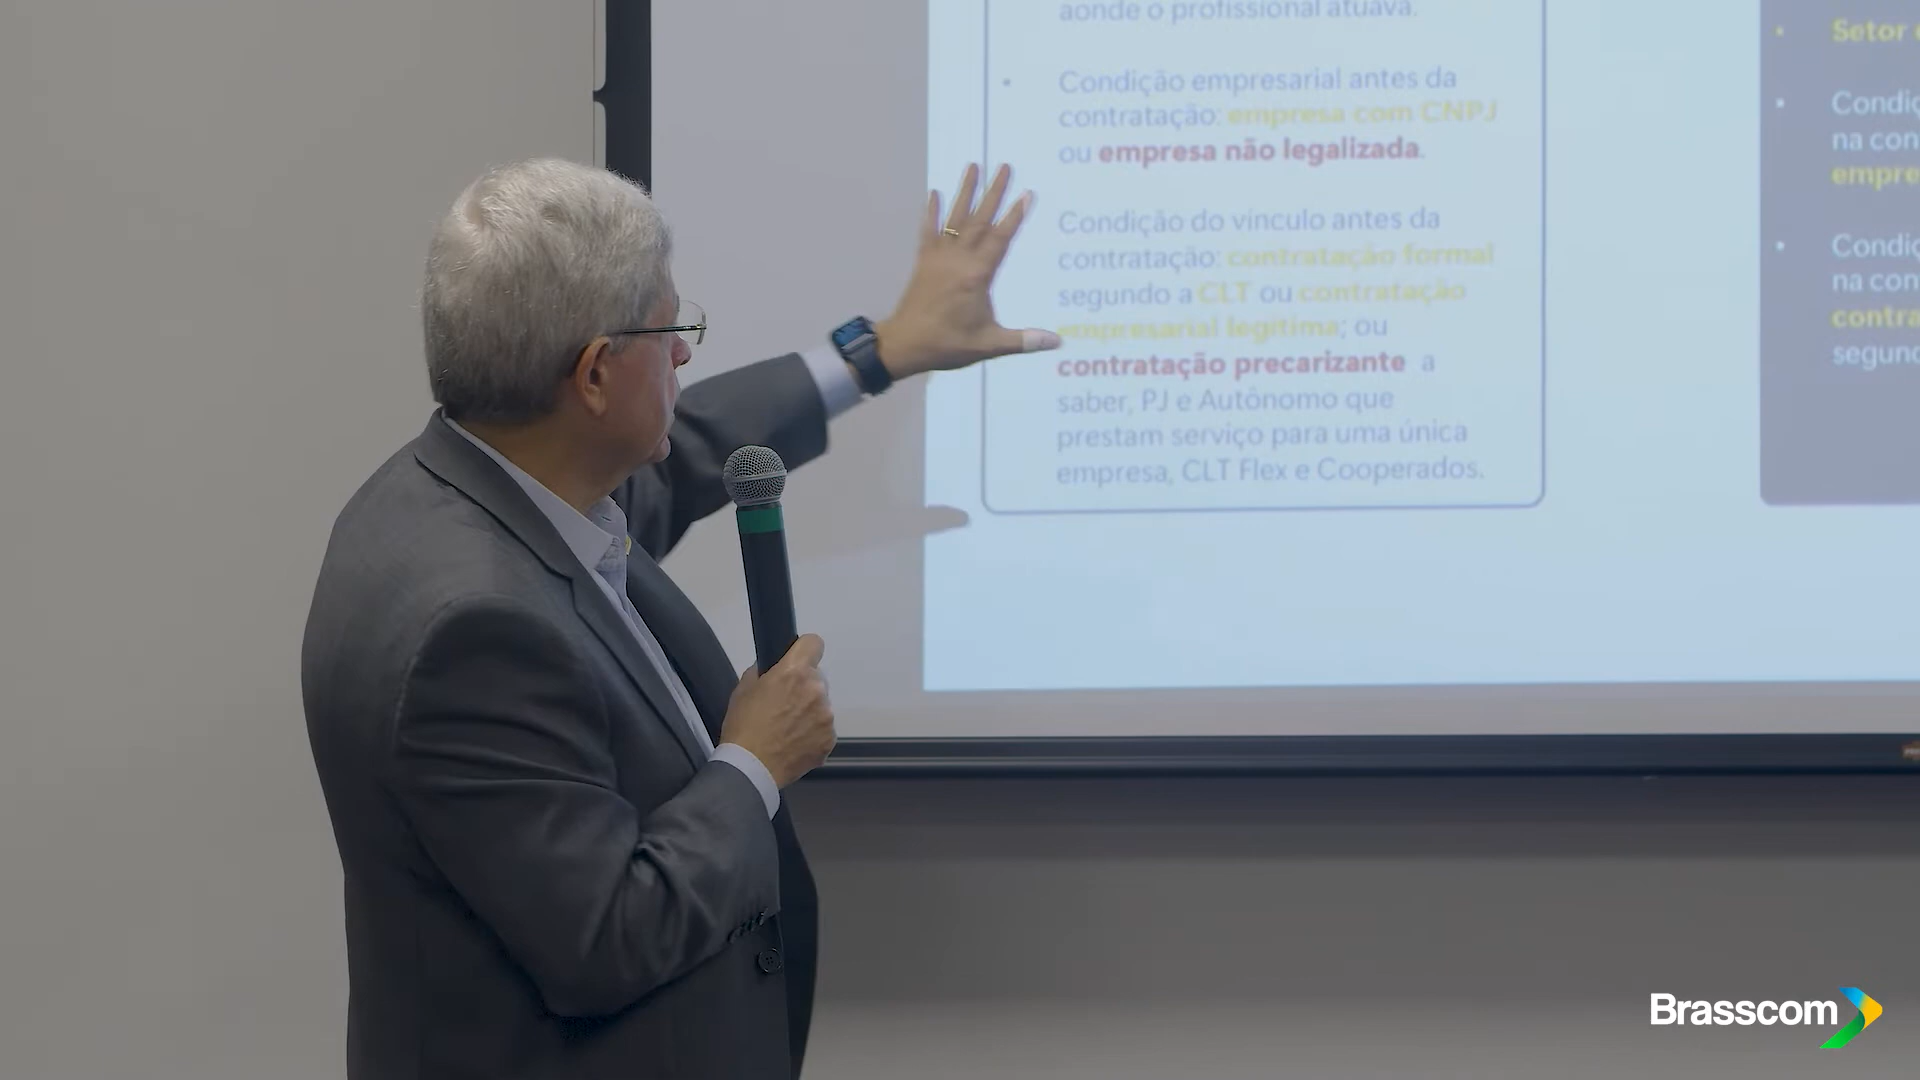 aonde o profissional atuava.
• Condição empresarial antes da
contratação: empresa com CNPJ
ou empresa não legalizada.
Condição do vínculo antes da
contratação: contratação formal
segundo a CLT ou contratação
empresarial legítima; ou
contratação precarizante a
saber, PJ e Autônomo que
prestam serviço para uma única
empresa, CLT Flex e Cooperados.
• Setor
• Condiç
na con
empre
• Condiç
na con
contra
segund
Brasscom